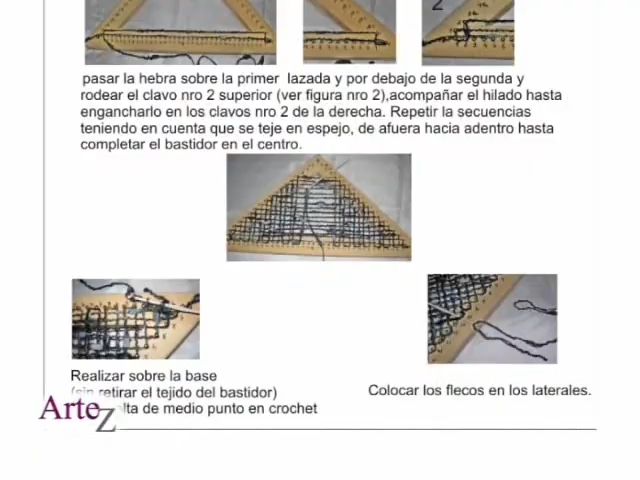 2
pasar la hebra sobre la primer lazada y por debajo de la segunda y
rodear el clavo nro 2 superior (ver figura nro 2),acompañar el hilado hasta
engancharlo en los clavos nro 2 de la derecha. Repetir la secuencias
teniendo en cuenta que se teje en espejo, de afuera hacia adentro hasta
completar el bastidor en el centro.
Realizar sobre la base
(sin retirar el tejido del bastidor)
lta de medio punto en crochet
Colocar los flecos en los laterales.
ArteZ